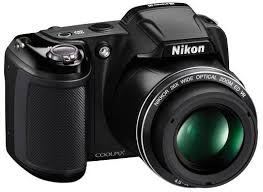 Nikon
NIKKOR
WIDE OPTICAL ZOOM ED VR
COOLPIX